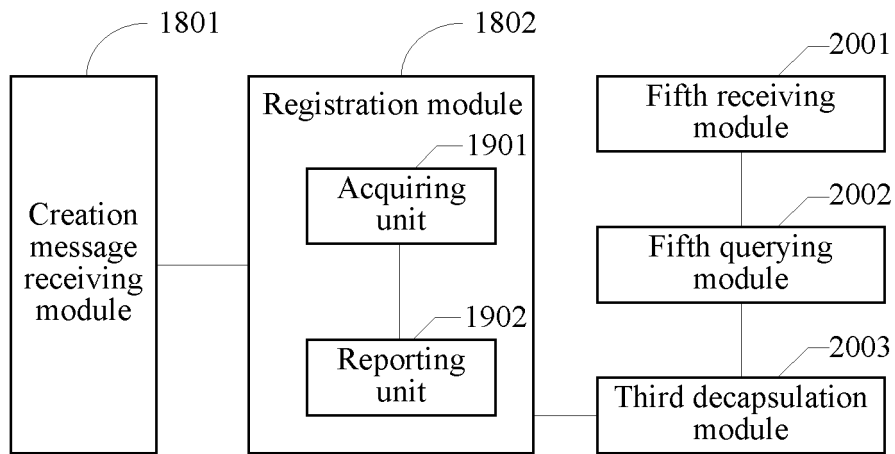 1801
Creation
message
receiving
module
1802
Registration module
1901
Acquiring
unit
1902
Reporting
unit
2001
Fifth receiving
module
2002
Fifth querying
module
2003
Third decapsulation
module